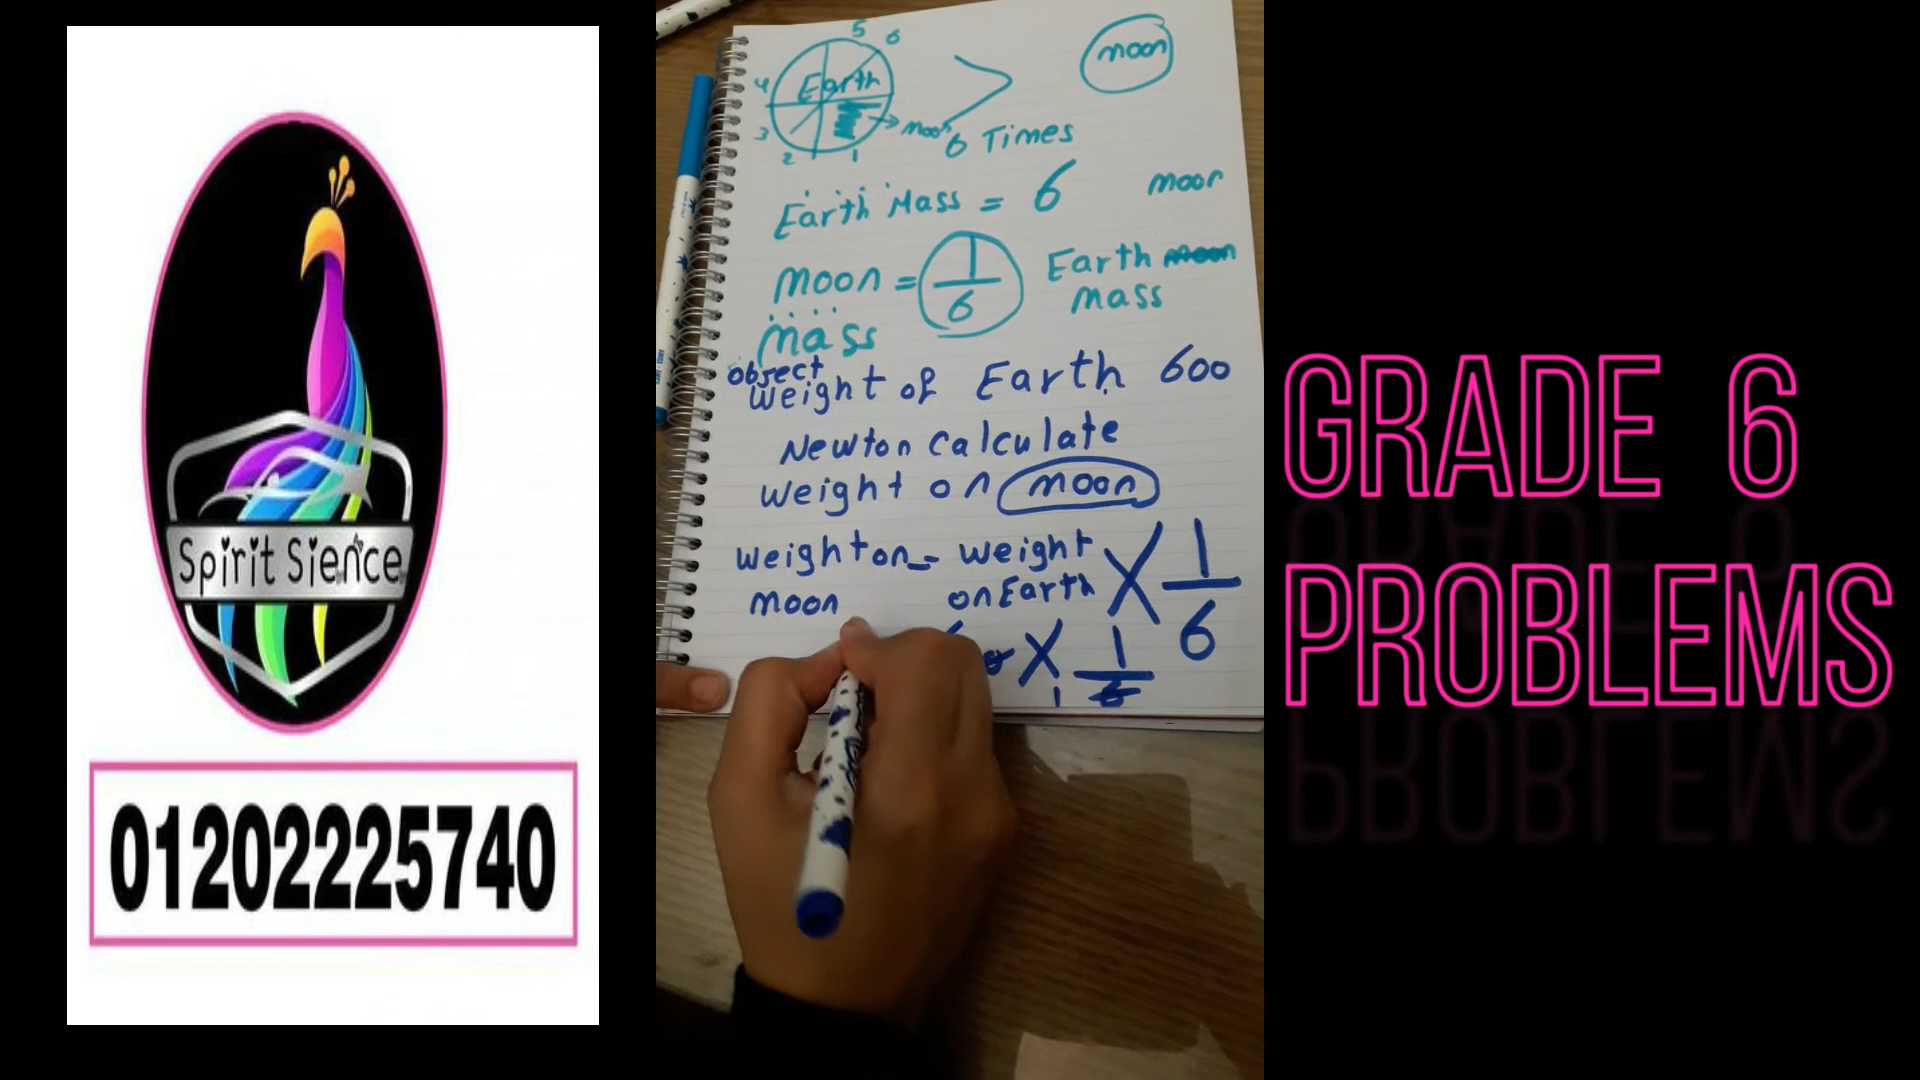 Spirit Sience
01202225740
5 6
4 Earth
3 2 1
moon
> moon
6 Times
Earth Mass = 6 moon
moon = 1/6 Earth
mass mass
object
weight of Earth 600
Newton calculate
weight on moon
weight on = weight X 1/6
moon on Earth
X 1/6
1
GRADE 6
PROBLEMS